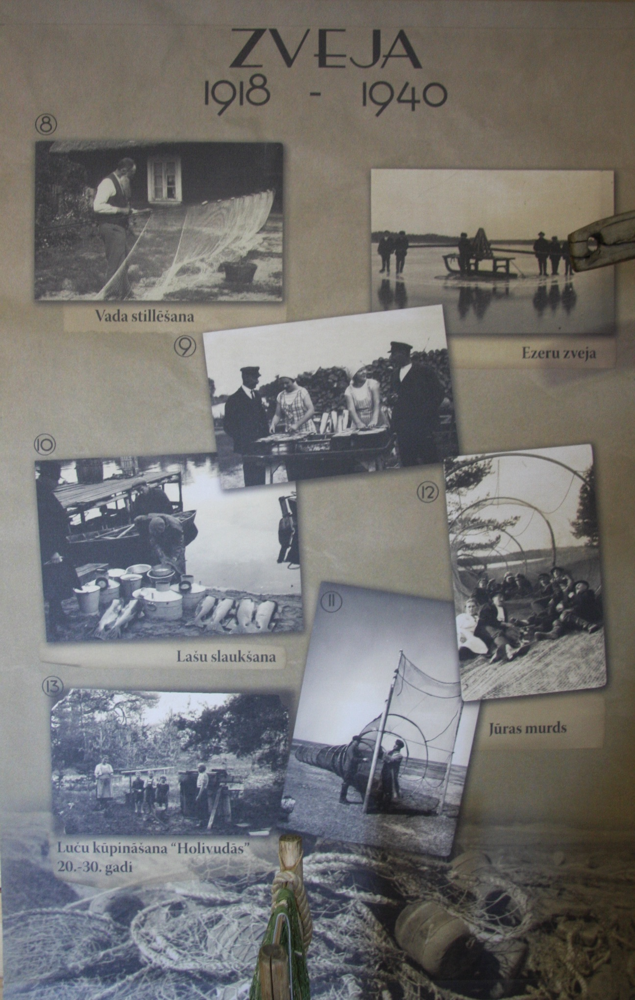 ZVEJA
1918 - 1940
8
Vada stillēšana
Ezeru zveja
9
10
12
Lašu slaukšana
11
13
Jūras murds
Luču kūpināšana “Holivudās”
20.-30. gadi